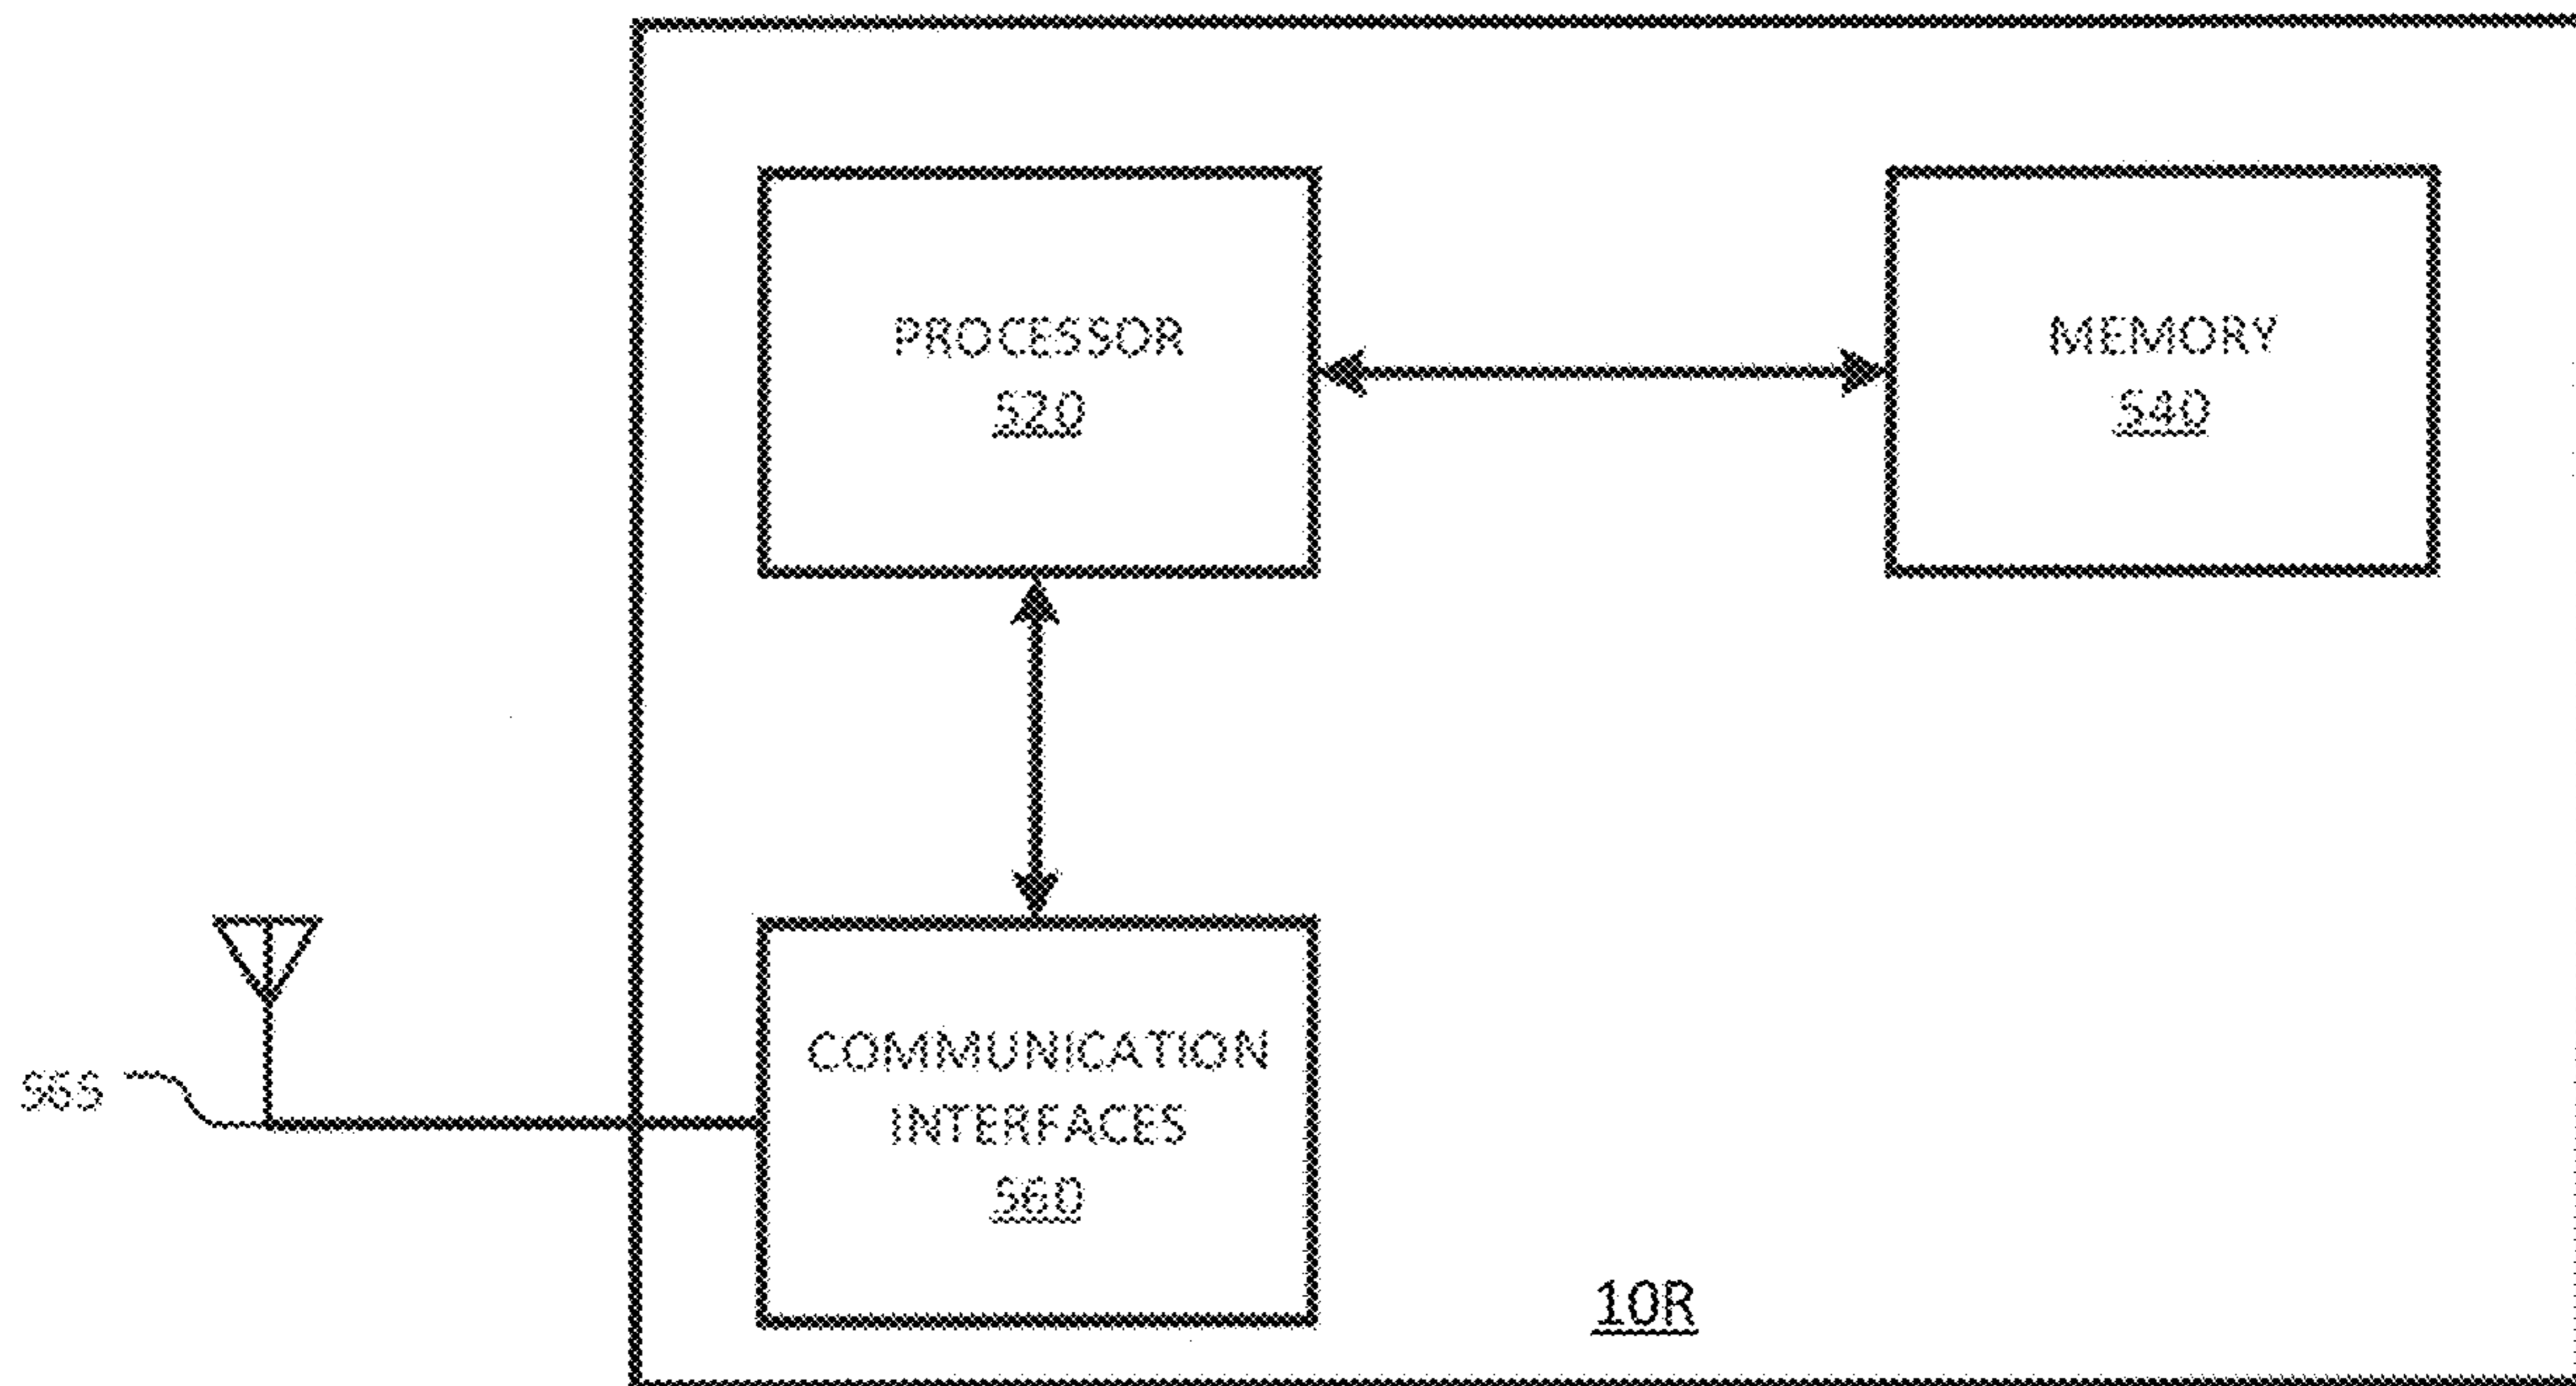 PROCESSOR
520
MEMORY
540
COMMUNICATION
INTERFACES
560
565
10R